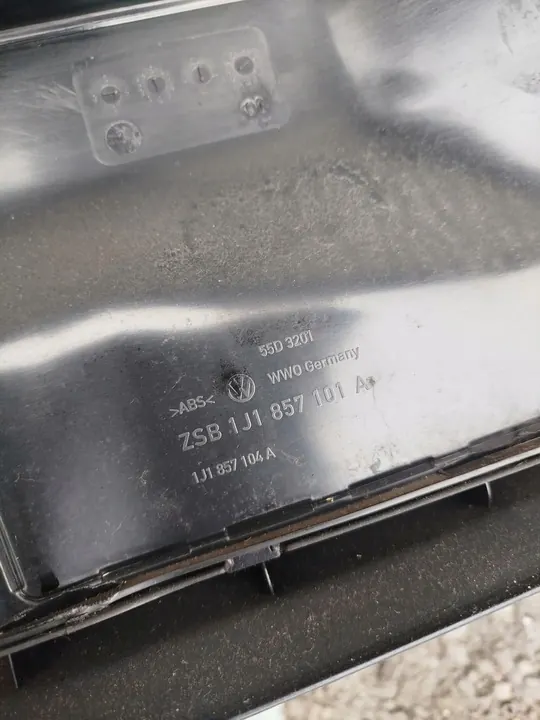 55D 3201
>ABS< WWO Germany
ZSB 1J1 857 101 A
1J1 857 104 A